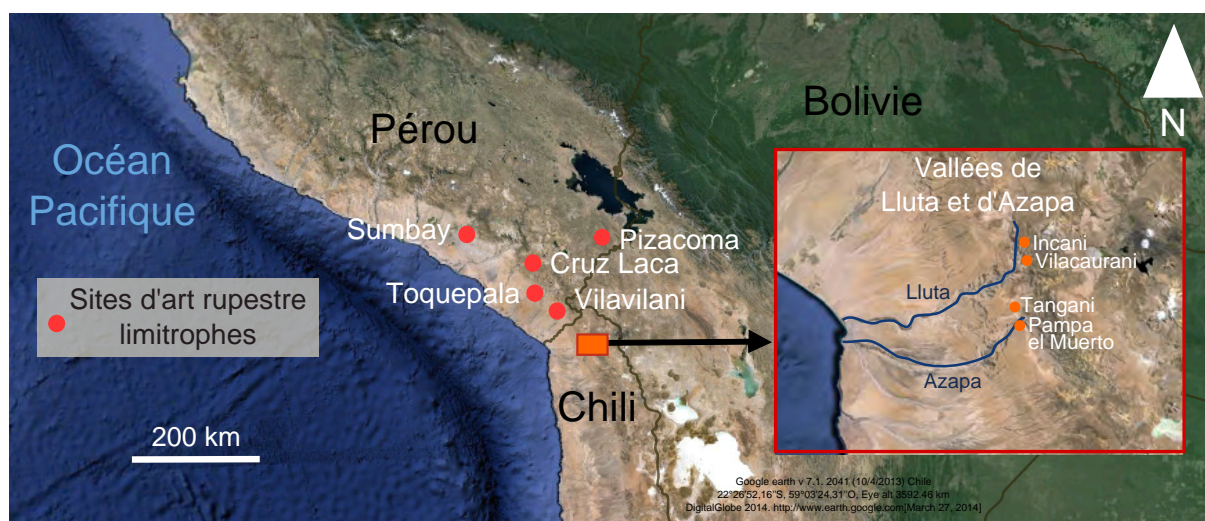 Océan
Pacifique
Pérou
Bolivie
N
Sumbay
Pizacoma
Cruz Laca
Toquepala
Vilavilani
Sites d'art rupestre
limitrophes
Chili
200 km
Vallées de
Lluta et d'Azapa
Incani
Vilacaurani
Lluta
Tangani
Pampa
el Muerto
Azapa
Google earth v 7.1. 2041 (10/4/2013) Chile
22°26'52,16"S, 59°03'24.31"O, Eye alt 3592.46 km
DigitalGlobe 2014. http://www.earth.google.com[March 27, 2014]